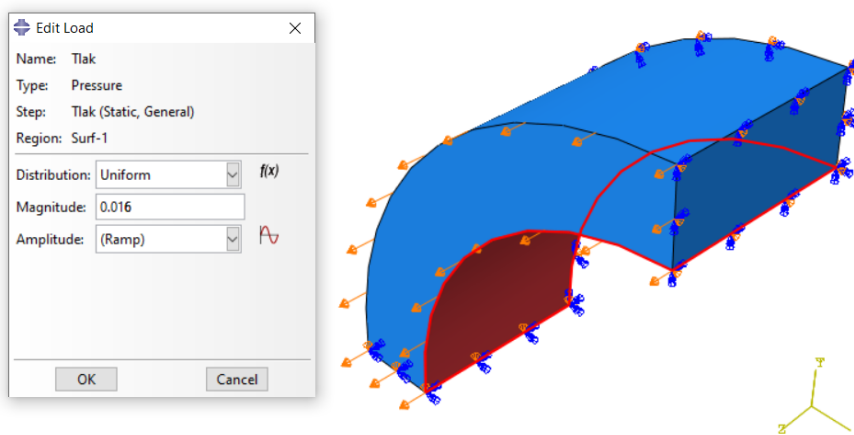 Edit Load
Name: Tlak
Type: Pressure
Step: Tlak (Static, General)
Region: Surf-1
Distribution: Uniform f(x)
Magnitude: 0.016
Amplitude: (Ramp)
OK Cancel
Y
Z